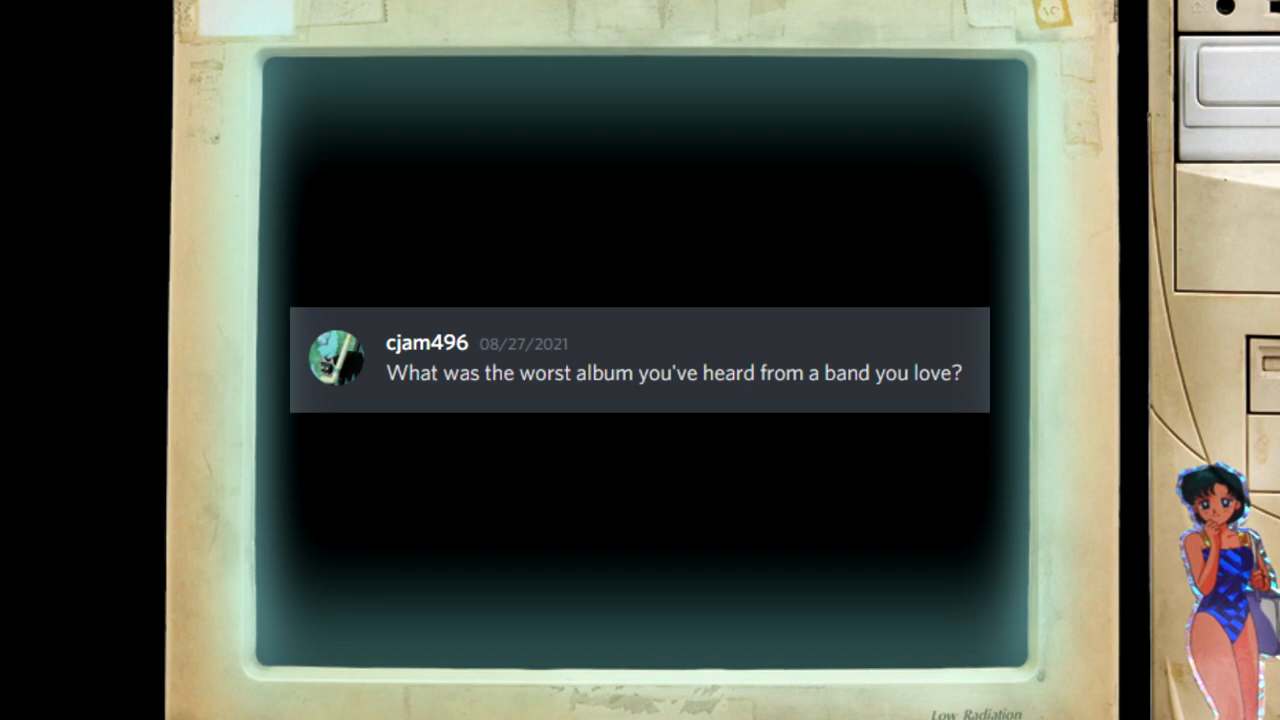 cjam496 08/27/2021
What was the worst album you've heard from a band you love?
Low Radiation